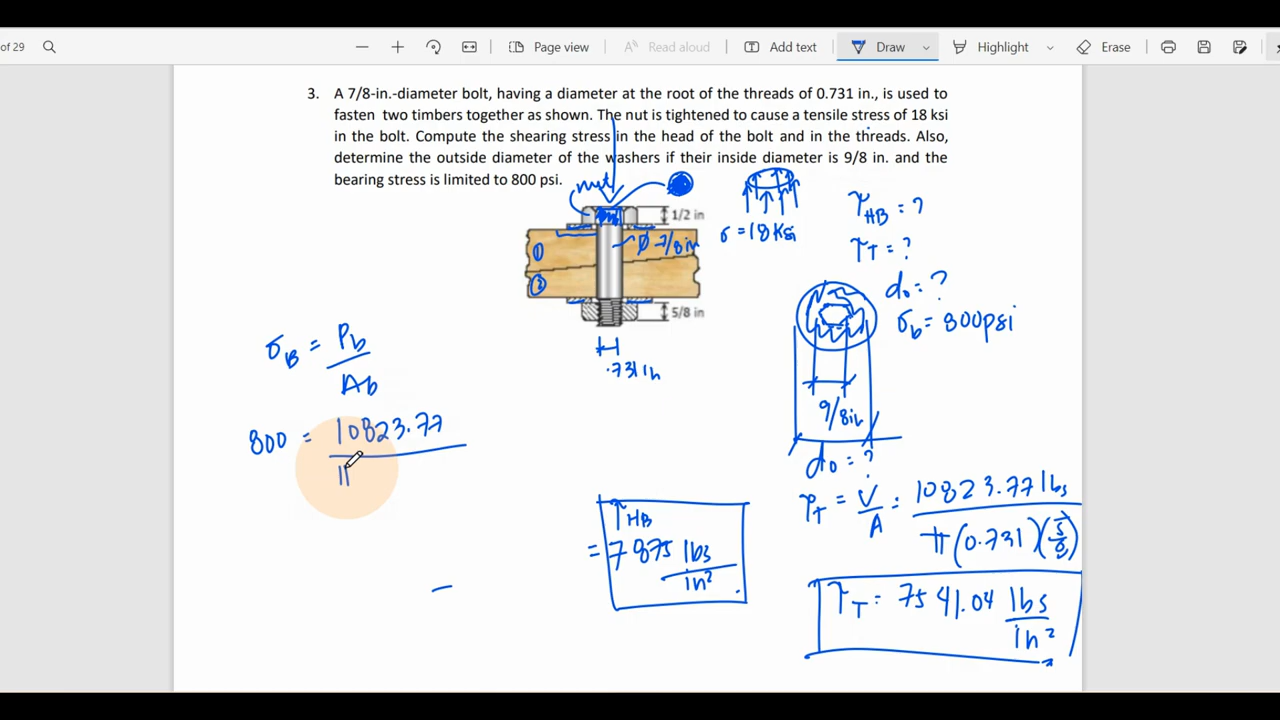 of 29
Page view
Read aloud
Add text
Draw
Highlight
Erase
3. A 7/8-in.-diameter bolt, having a diameter at the root of the threads of 0.731 in., is used to
fasten two timbers together as shown. The nut is tightened to cause a tensile stress of 18 ksi
in the bolt. Compute the shearing stress in the head of the bolt and in the threads. Also,
determine the outside diameter of the washers if their inside diameter is 9/8 in. and the
bearing stress is limited to 800 psi.
nut
1/2 in
Ø 7/8 in
①
②
5/8 in
.731 in
σ = 18 Ksi
τHB = ?
τT = ?
do = ?
σb = 800psi
9/8 in
do = ?
σB = Pb
Ab
800 = 10823.77
π
τHB
= 7875 lbs
in²
τT = V
A
= 10823.77 lbs
π(0.731)(5/8)
τT = 7541.04 lbs
in²